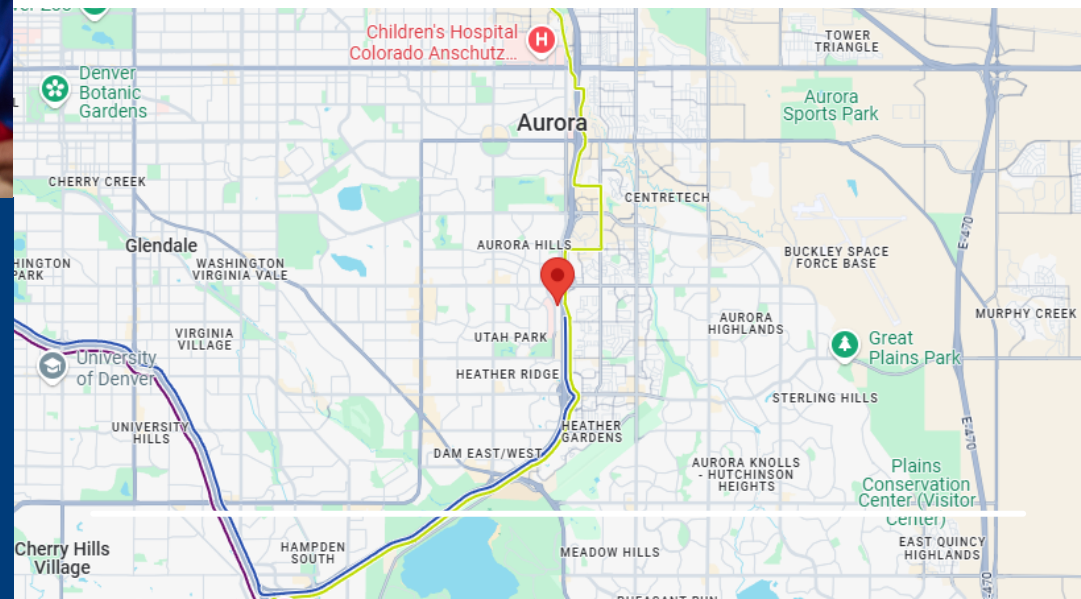 Children's Hospital
Colorado Anschutz...
H
TOWER
TRIANGLE
Denver
Botanic
Gardens
Aurora
Sports Park
Aurora
CHERRY CREEK
CENTRETECH
E-470
Glendale
AURORA HILLS
WASHINGTON
VIRGINIA VALE
BUCKLEY SPACE
FORCE BASE
MURPHY CREEK
AURORA
HIGHLANDS
VIRGINIA
VILLAGE
UTAH PARK
Great
Plains Park
University
of Denver
HEATHER RIDGE
STERLING HILLS
UNIVERSITY
HILLS
HEATHER
GARDENS
E-470
DAM EAST/WEST
AURORA KNOLLS
- HUTCHINSON
HEIGHTS
Plains
Conservation
Center (Visitor
Center)
Cherry Hills
Village
HAMPDEN
SOUTH
MEADOW HILLS
EAST QUINCY
HIGHLANDS